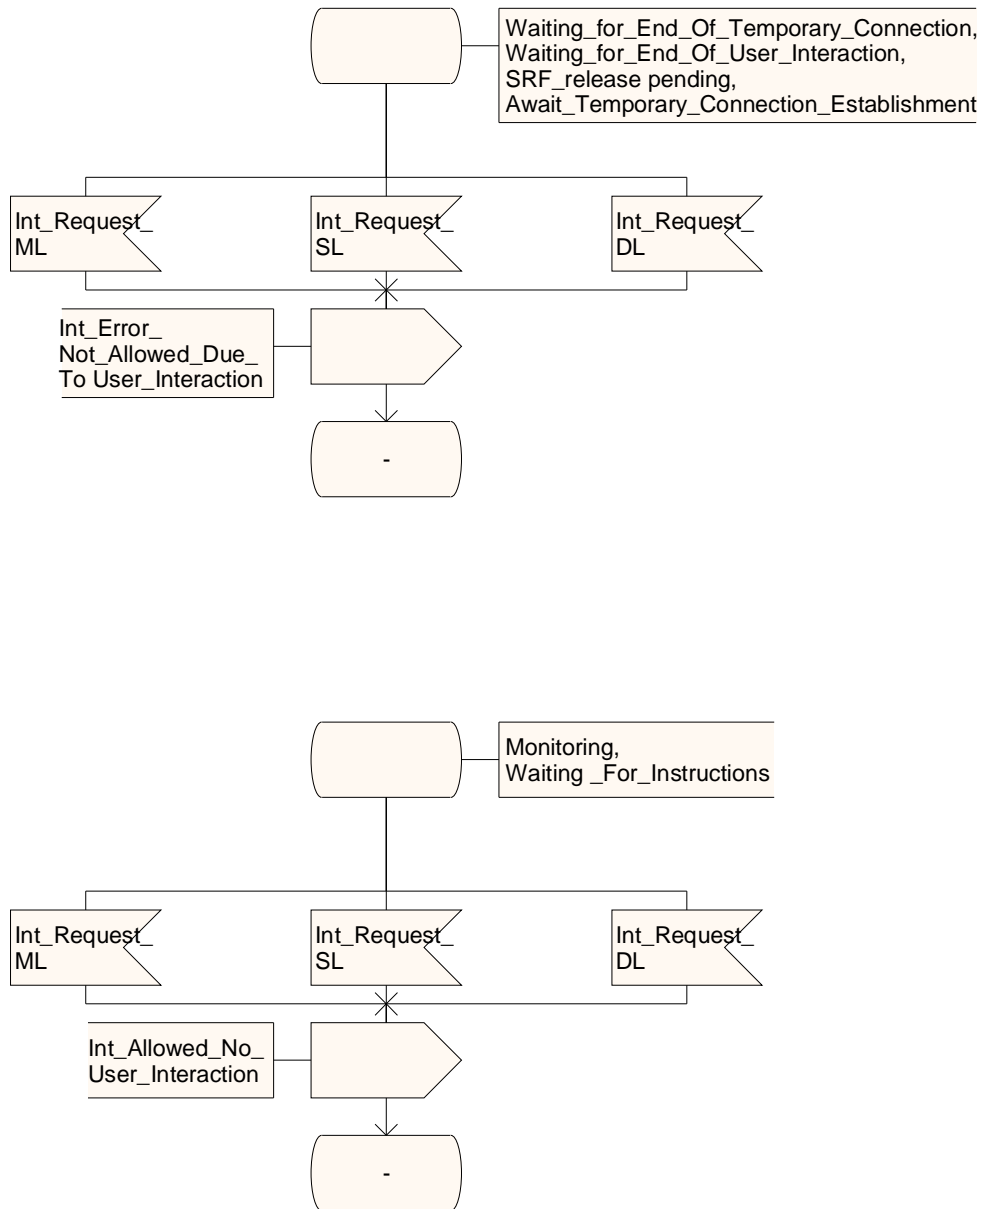 Waiting_for_End_Of_Temporary_Connection,
Waiting_for_End_Of_User_Interaction,
SRF_release pending,
Await_Temporary_Connection_Establishment
Int_Request_
ML
Int_Request_
SL
Int_Request_
DL
Int_Error_
Not_Allowed_Due_
To User_Interaction
-
Monitoring,
Waiting _For_Instructions
Int_Request_
ML
Int_Request_
SL
Int_Request_
DL
Int_Allowed_No_
User_Interaction
-